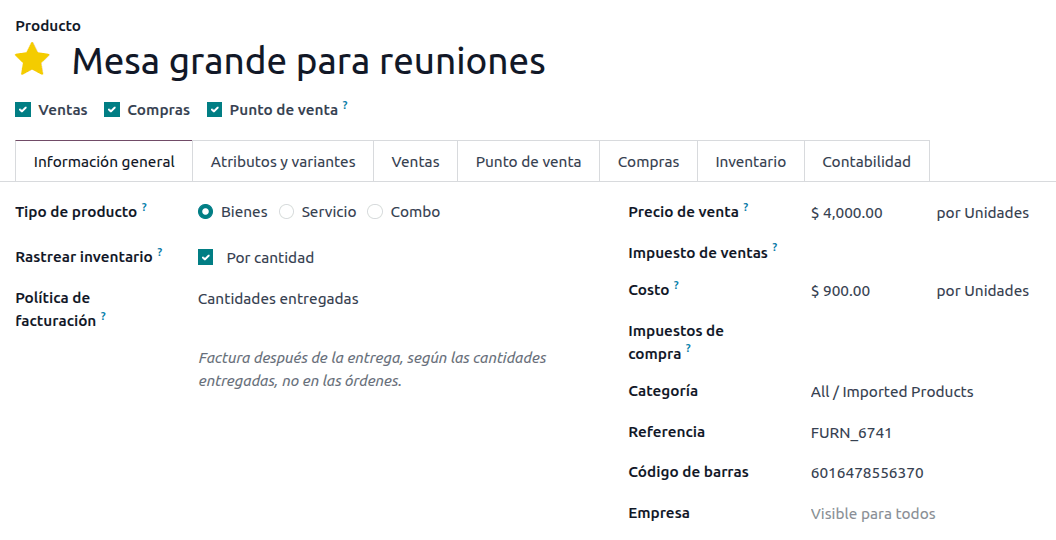 Producto
Mesa grande para reuniones
Ventas Compras Punto de venta ?
Información general Atributos y variantes Ventas Punto de venta Compras Inventario Contabilidad
Tipo de producto ? Bienes Servicio Combo
Rastrear inventario ? Por cantidad
Política de
facturación ? Cantidades entregadas
Factura después de la entrega, según las cantidades
entregadas, no en las órdenes.
Precio de venta ? $ 4,000.00 por Unidades
Impuesto de ventas ?
Costo ? $ 900.00 por Unidades
Impuestos de
compra ?
Categoría All / Imported Products
Referencia FURN_6741
Código de barras 6016478556370
Empresa Visible para todos